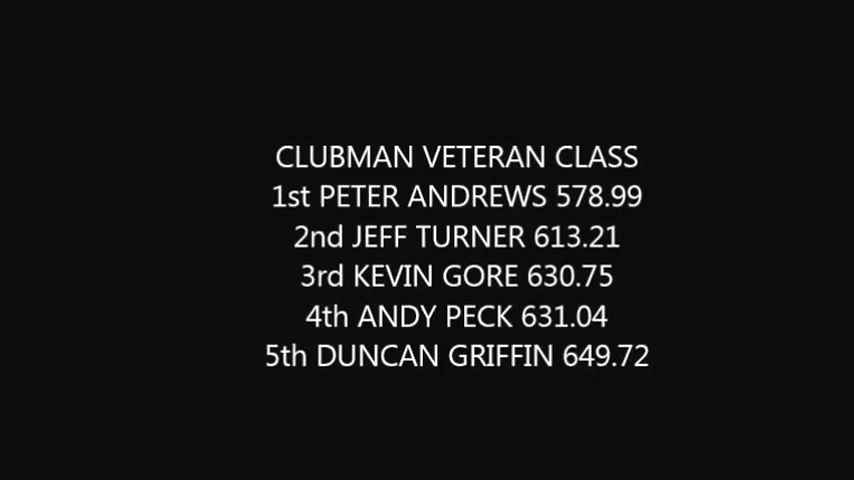 CLUBMAN VETERAN CLASS
1st PETER ANDREWS 578.99
2nd JEFF TURNER 613.21
3rd KEVIN GORE 630.75
4th ANDY PECK 631.04
5th DUNCAN GRIFFIN 649.72